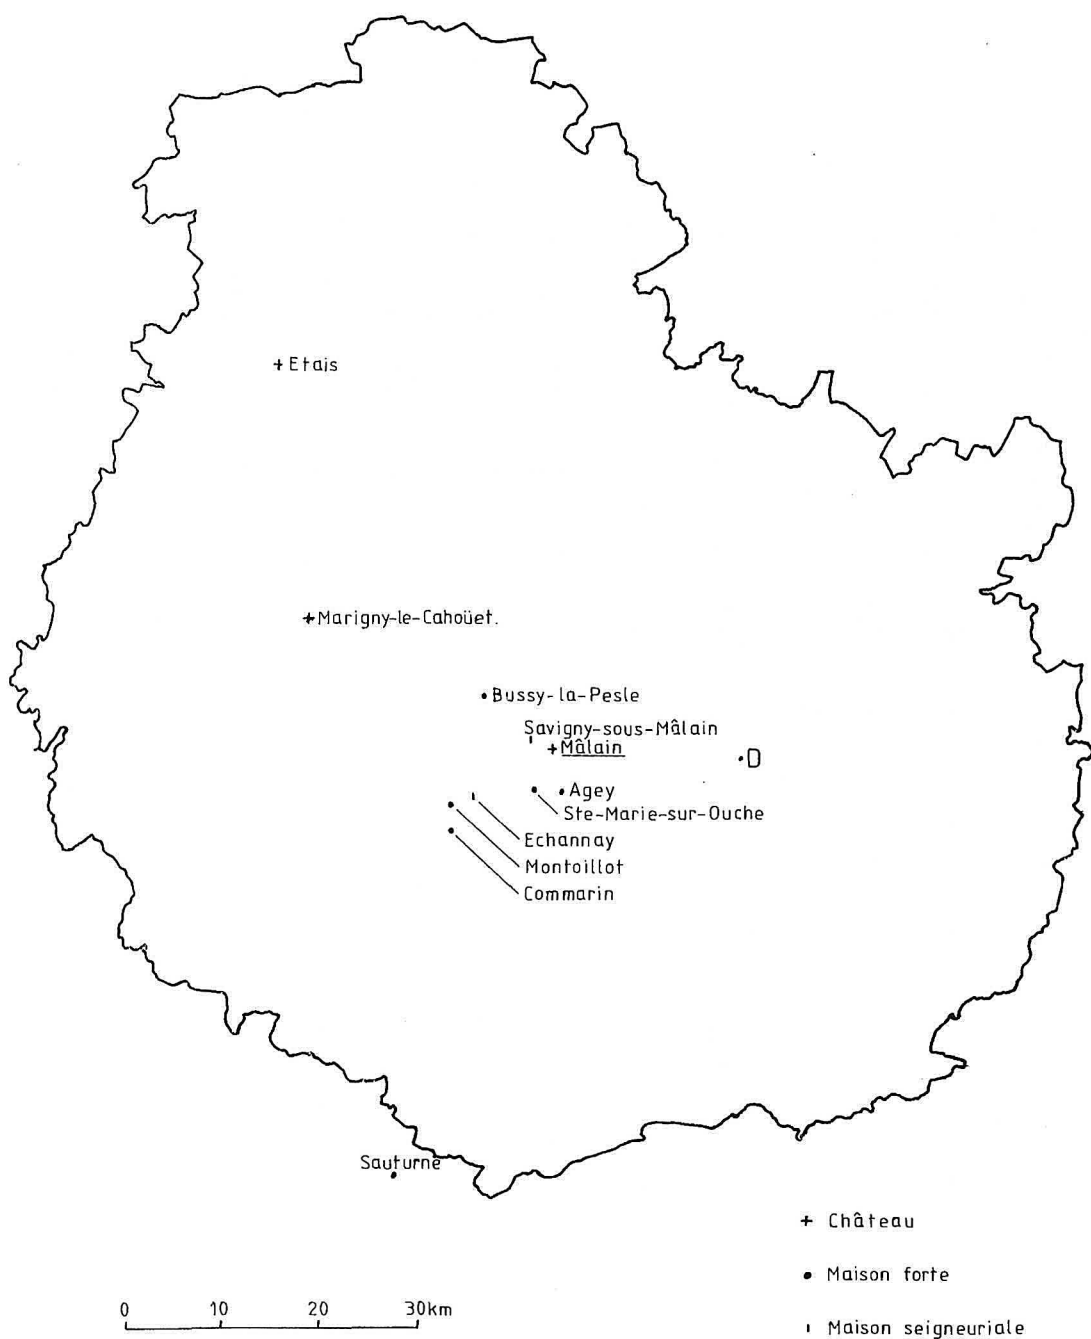 Etais
Marigny-le-Cahoüet.
Bussy-la-Pesle
Savigny-sous-Mâlain
Mâlain
D
Agey
Ste-Marie-sur-Ouche
Echannay
Montoillot
Commarin
Sauturne
Château
Maison forte
Maison seigneuriale
0 10 20 30km